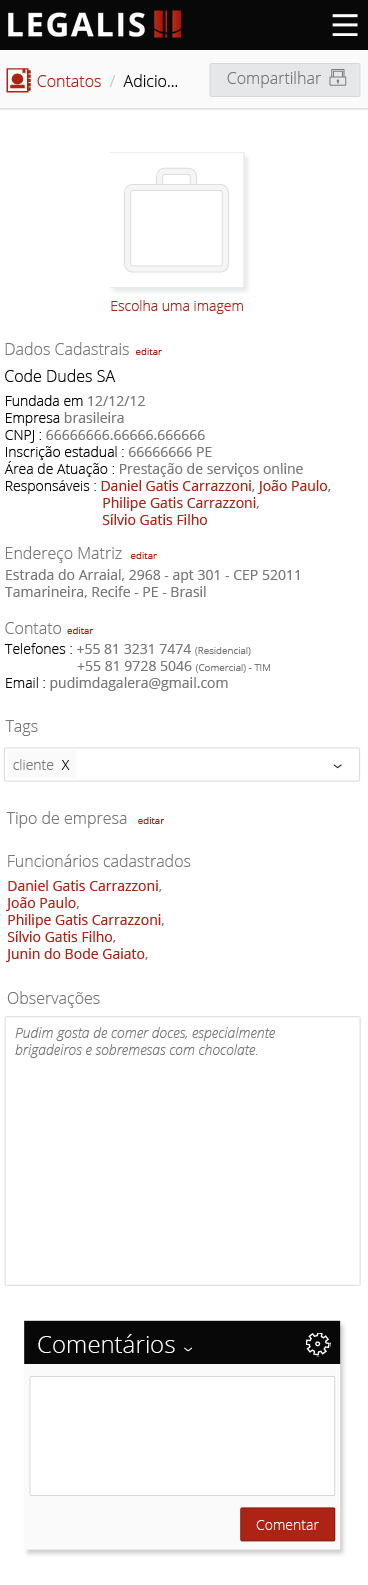 LEGALIS
Contatos / Adicio...
Compartilhar
Escolha uma imagem
Dados Cadastrais editar
Code Dudes SA
Fundada em 12/12/12
Empresa brasileira
CNPJ : 66666666.66666.666666
Inscrição estadual : 66666666 PE
Área de Atuação : Prestação de serviços online
Responsáveis : Daniel Gatis Carrazzoni, João Paulo,
Philipe Gatis Carrazzoni,
Sílvio Gatis Filho
Endereço Matriz editar
Estrada do Arraial, 2968 - apt 301 - CEP 52011
Tamarineira, Recife - PE - Brasil
Contato editar
Telefones : +55 81 3231 7474 (Residencial)
+55 81 9728 5046 (Comercial) - TIM
Email : pudimdagalera@gmail.com
Tags
cliente X
Tipo de empresa editar
Funcionários cadastrados
Daniel Gatis Carrazzoni,
João Paulo,
Philipe Gatis Carrazzoni,
Sílvio Gatis Filho,
Junin do Bode Gaiato,
Observações
Pudim gosta de comer doces, especialmente
brigadeiros e sobremesas com chocolate.
Comentários
Comentar